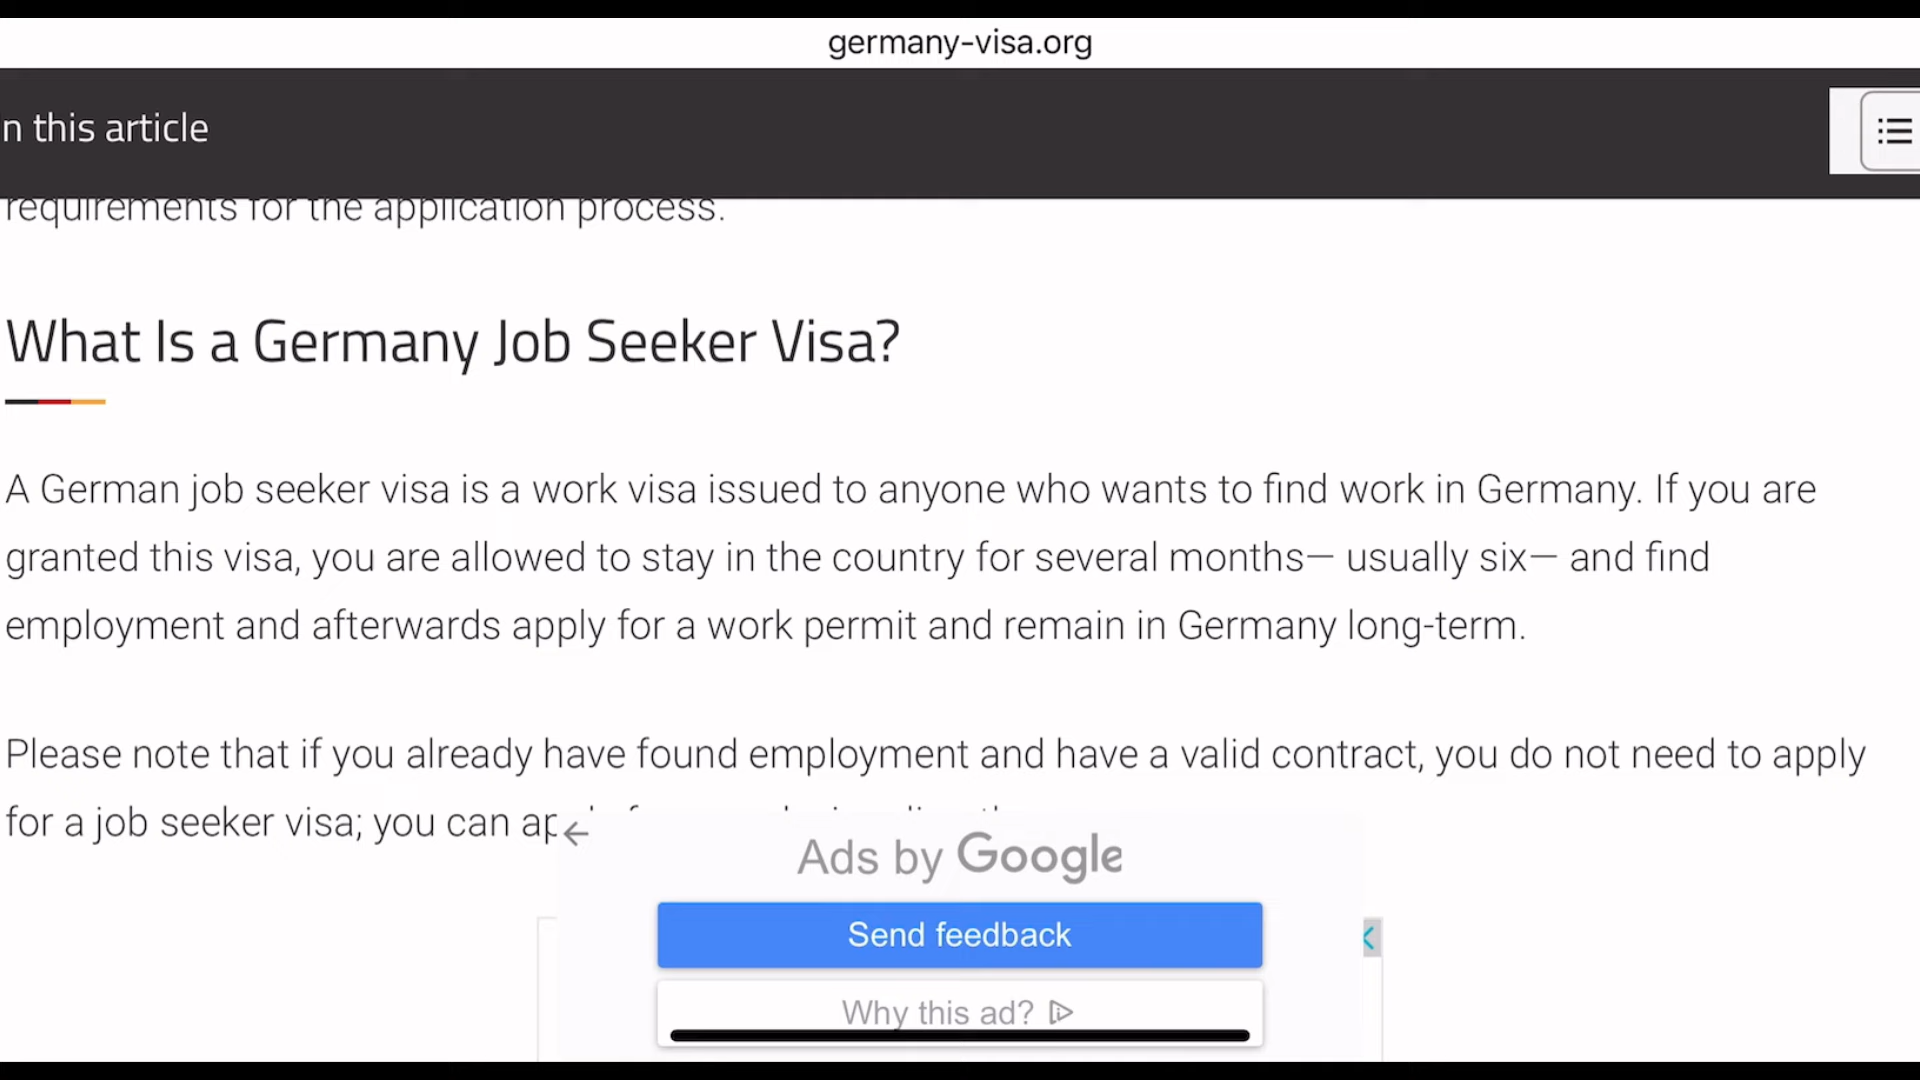 germany-visa.org
n this article
requirements for the application process.
What Is a Germany Job Seeker Visa?
A German job seeker visa is a work visa issued to anyone who wants to find work in Germany. If you are
granted this visa, you are allowed to stay in the country for several months— usually six— and find
employment and afterwards apply for a work permit and remain in Germany long-term.
Please note that if you already have found employment and have a valid contract, you do not need to apply
for a job seeker visa; you can
Ads by Google
Send feedback
Why this ad?